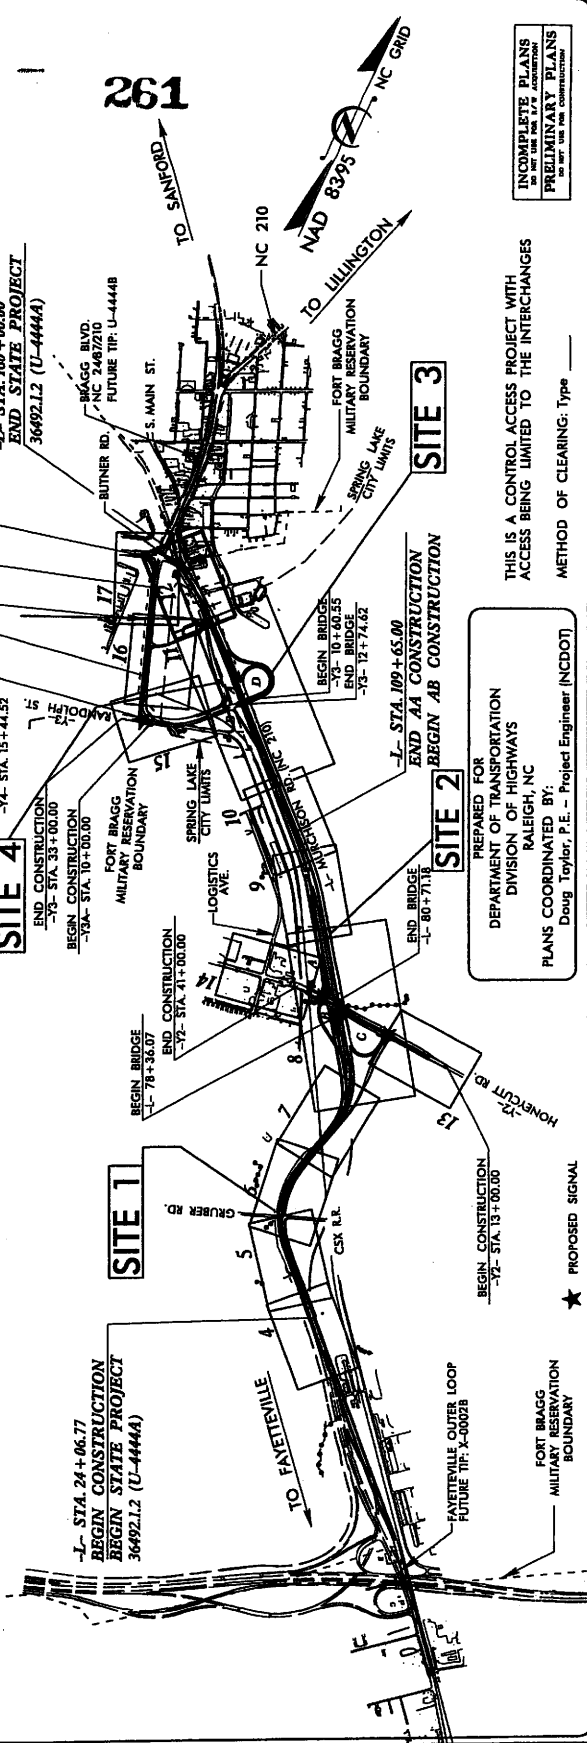 261
TO SANFORD
NC GRID
NAD 83/95
NC 210
TO LILLINGTON
INCOMPLETE PLANS
DO NOT USE FOR R/W ACQUISITION
PRELIMINARY PLANS
DO NOT USE FOR CONSTRUCTION
END STATE PROJECT
36492.1.2 (U-4444A)
BRAGG BLVD.
NC 24/87/210
FUTURE TIP: U-4444B
S. MAIN ST.
BUTNER RD.
FORT BRAGG
MILITARY RESERVATION
BOUNDARY
SPRING LAKE
CITY LIMITS
SITE 3
THIS IS A CONTROL ACCESS PROJECT WITH
ACCESS BEING LIMITED TO THE INTERCHANGES
METHOD OF CLEARING: Type
17
16
12
11
15
D
-Y3-
RANDOLPH ST.
-Y4- STA. 15+44.52
BEGIN BRIDGE
-Y3- 10+60.55
END BRIDGE
-Y3- 12+74.62
-L- STA. 109+65.00
END AA CONSTRUCTION
BEGIN AB CONSTRUCTION
SITE 4
END CONSTRUCTION
-Y3- STA. 33+00.00
BEGIN CONSTRUCTION
-Y3A- STA. 10+00.00
FORT BRAGG
MILITARY RESERVATION
BOUNDARY
SPRING LAKE
CITY LIMITS
10
9
-L- MURCHISON RD. (NC 210)
LOGISTICS
AVE.
SITE 2
END BRIDGE
-L- 80+71.18
PREPARED FOR
DEPARTMENT OF TRANSPORTATION
DIVISION OF HIGHWAYS
RALEIGH, NC
PLANS COORDINATED BY:
Doug Taylor, P.E. - Project Engineer (NCDOT)
14
A
B
C
8
END CONSTRUCTION
-Y2- STA. 41+00.00
BEGIN BRIDGE
-L- 78+36.07
13
-Y2-
HONEYCUTT RD.
7
6
SITE 1
GRUBER RD.
5
4
CSX R.R.
BEGIN CONSTRUCTION
-Y2- STA. 13+00.00
★ PROPOSED SIGNAL
-L- STA. 24+06.77
BEGIN CONSTRUCTION
BEGIN STATE PROJECT
36492.1.2 (U-4444A)
TO FAYETTEVILLE
FAYETTEVILLE OUTER LOOP
FUTURE TIP: X-0002B
FORT BRAGG
MILITARY RESERVATION
BOUNDARY